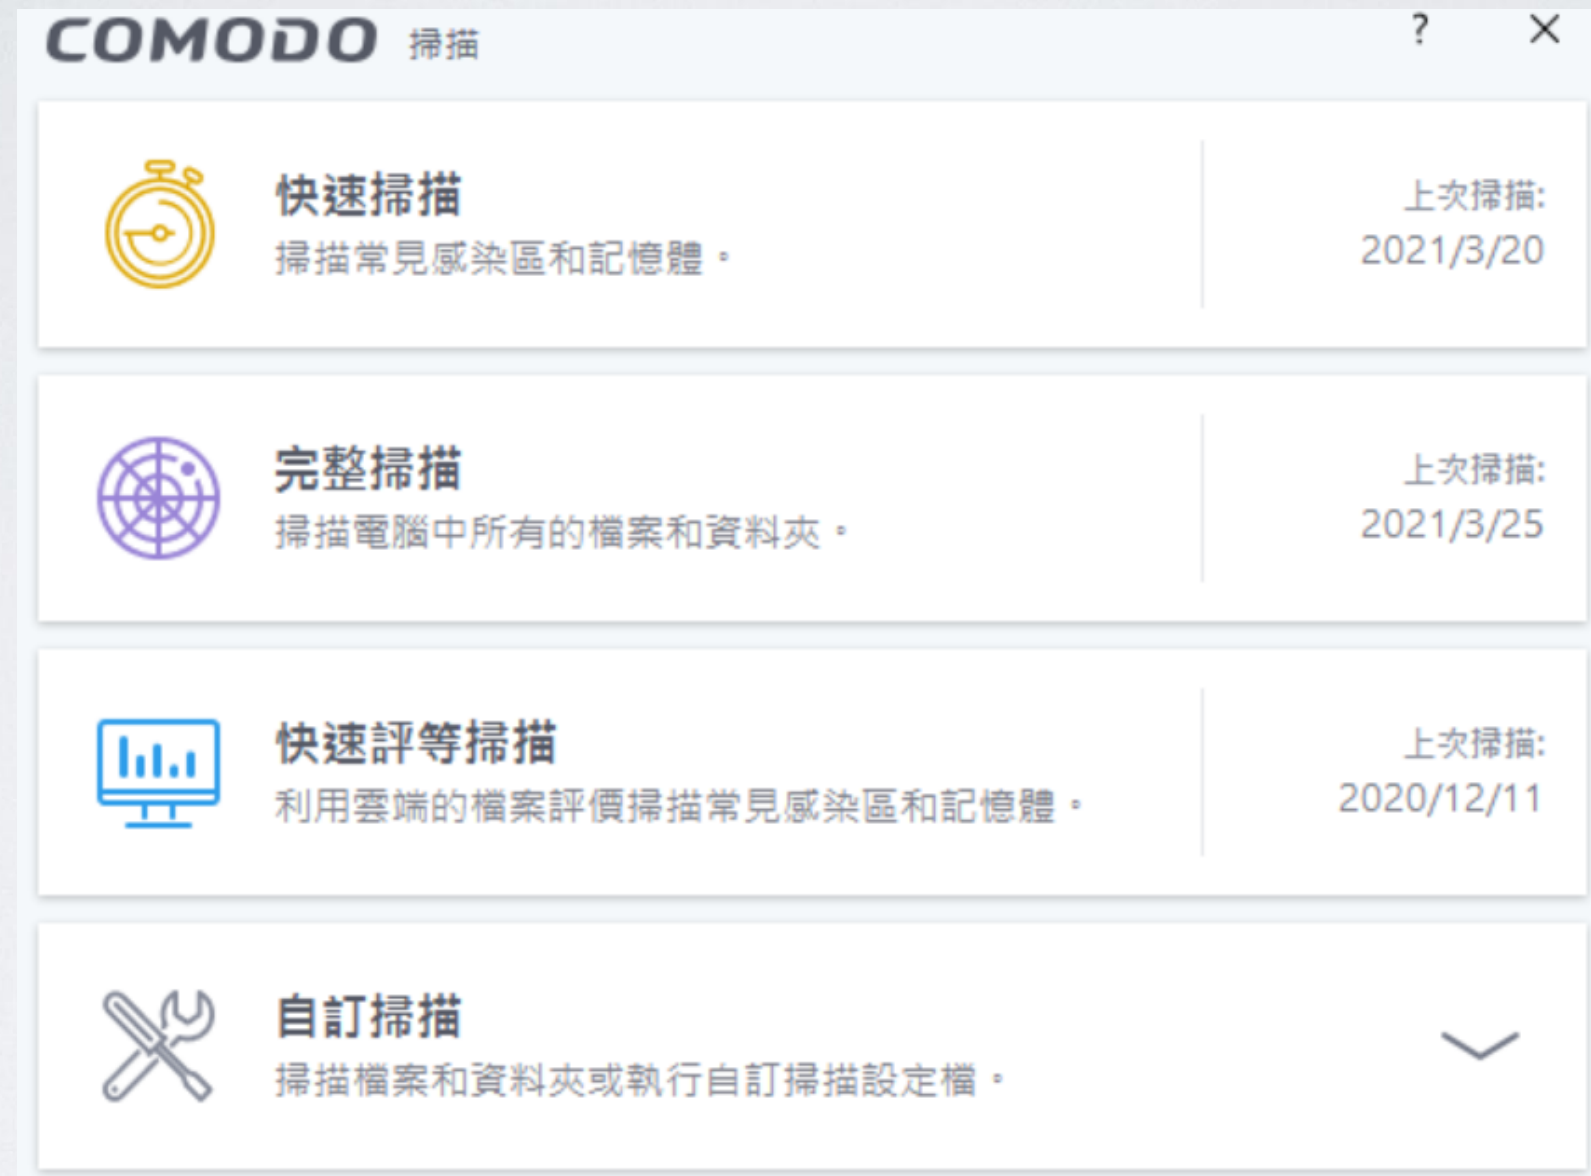 COMODO 掃描 ?
快速掃描
掃描常見感染區和記憶體。
上次掃描:
2021/3/20
完整掃描
掃描電腦中所有的檔案和資料夾。
上次掃描:
2021/3/25
快速評等掃描
利用雲端的檔案評價掃描常見感染區和記憶體。
上次掃描:
2020/12/11
自訂掃描
掃描檔案和資料夾或執行自訂掃描設定檔。